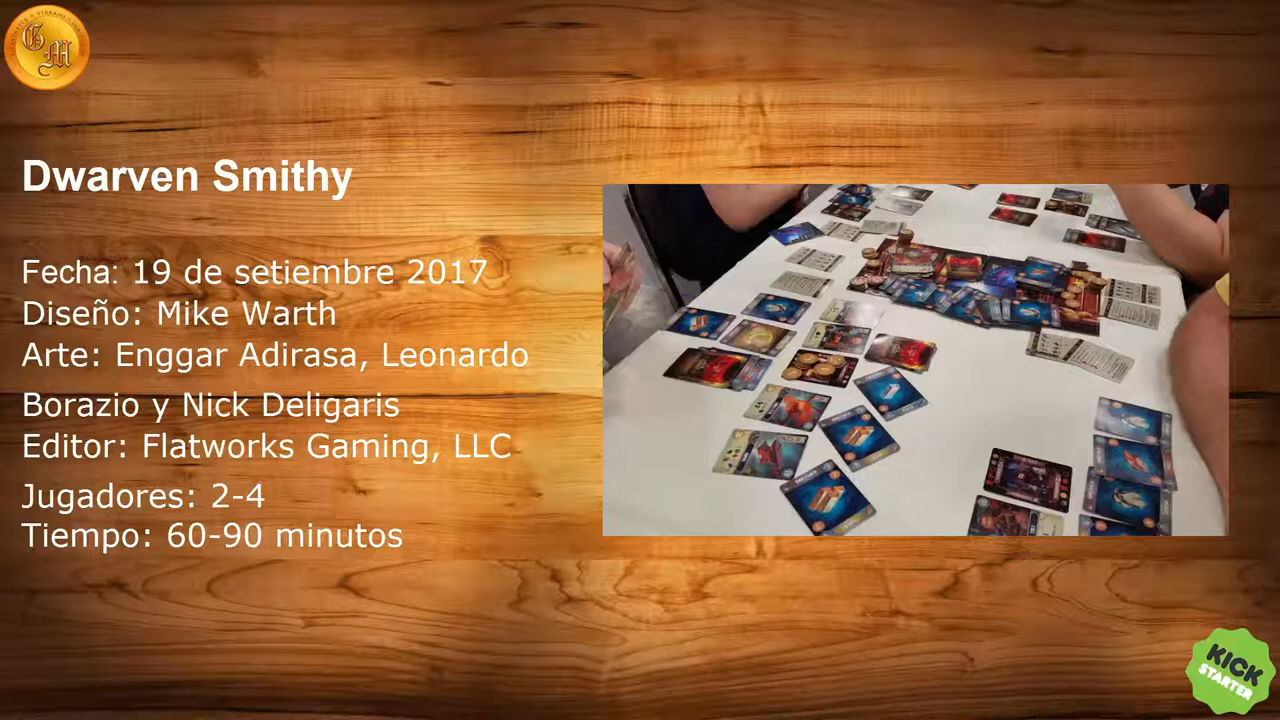 GM
Dwarven Smithy
Fecha: 19 de setiembre 2017
Diseño: Mike Warth
Arte: Enggar Adirasa, Leonardo
Borazio y Nick Deligaris
Editor: Flatworks Gaming, LLC
Jugadores: 2-4
Tiempo: 60-90 minutos
KICK
STARTER